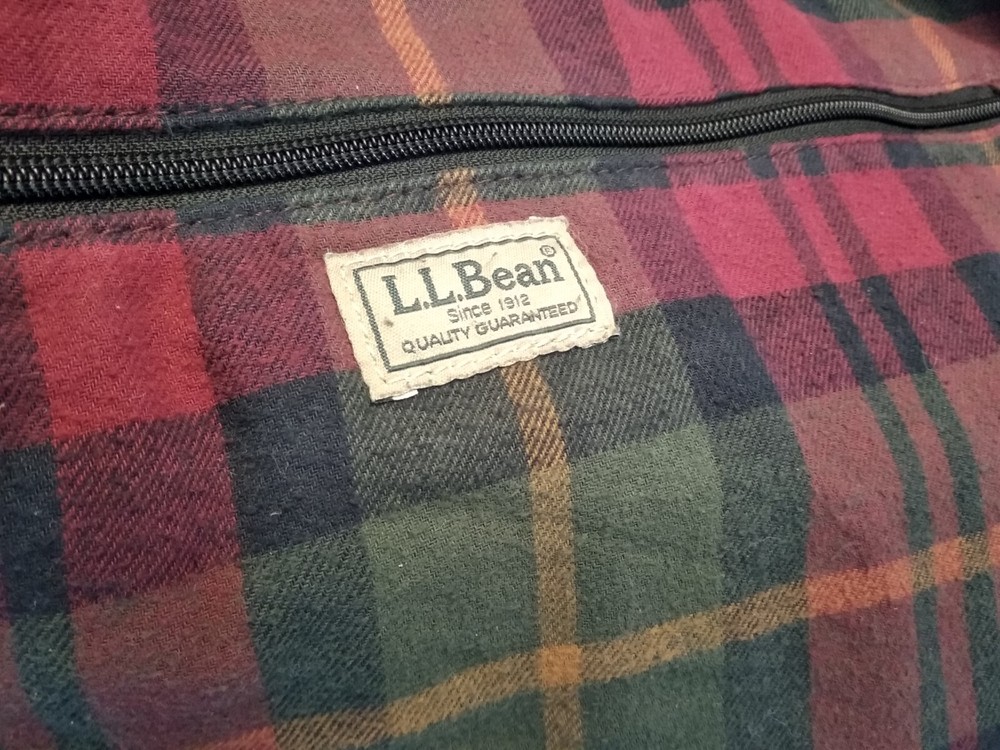 L.L.Bean®
Since 1912
QUALITY GUARANTEED